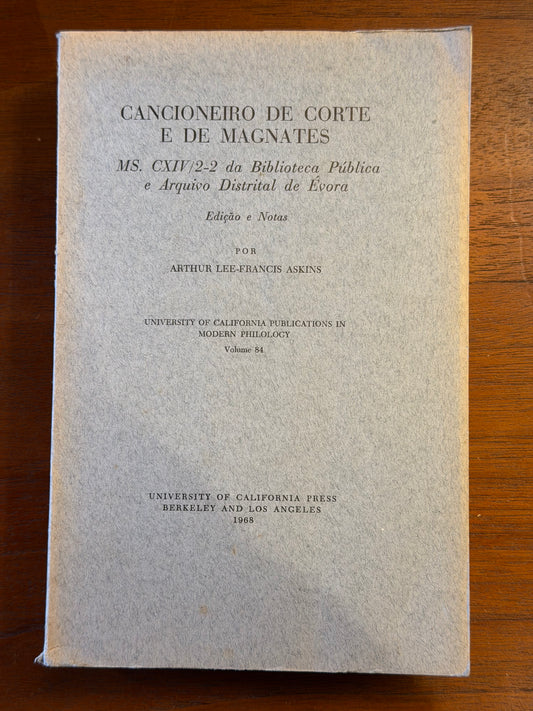 CANCIONEIRO DE CORTE
E DE MAGNATES
MS. CXIV/2-2 da Biblioteca Pública
e Arquivo Distrital de Évora
Edição e Notas
POR
ARTHUR LEE-FRANCIS ASKINS
UNIVERSITY OF CALIFORNIA PUBLICATIONS IN
MODERN PHILOLOGY
Volume 84
UNIVERSITY OF CALIFORNIA PRESS
BERKELEY AND LOS ANGELES
1968